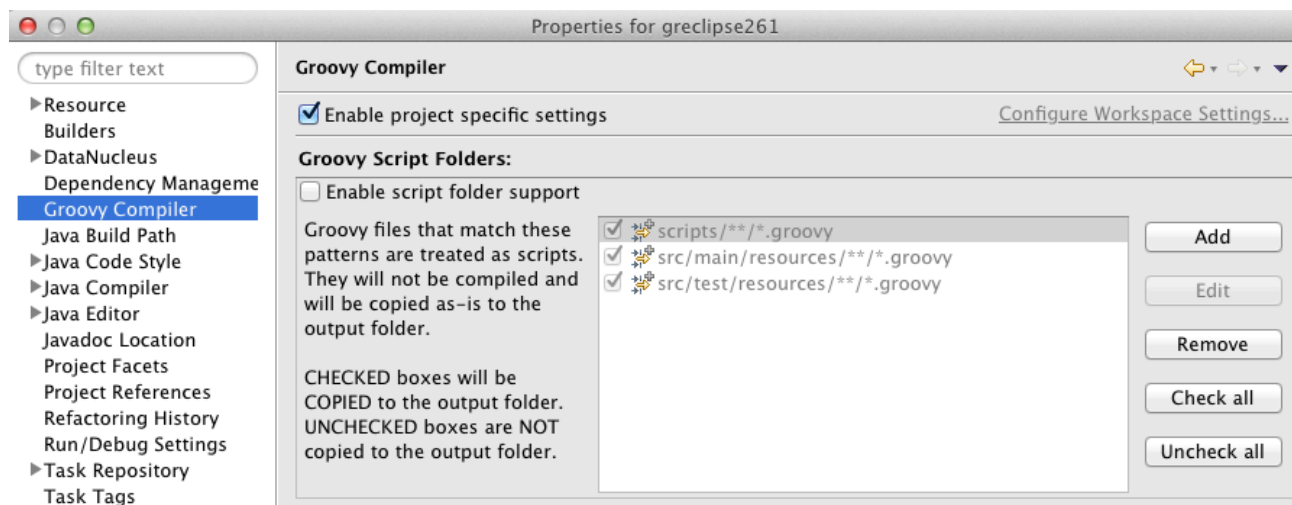 Properties for greclipse261
type filter text
Resource
Builders
DataNucleus
Dependency Manageme
Groovy Compiler
Java Build Path
Java Code Style
Java Compiler
Java Editor
Javadoc Location
Project Facets
Project References
Refactoring History
Run/Debug Settings
Task Repository
Task Tags
Groovy Compiler
Enable project specific settings
Configure Workspace Settings...
Groovy Script Folders:
Enable script folder support
Groovy files that match these
patterns are treated as scripts.
They will not be compiled and
will be copied as-is to the
output folder.
CHECKED boxes will be
COPIED to the output folder.
UNCHECKED boxes are NOT
copied to the output folder.
scripts/**/*.groovy
src/main/resources/**/*.groovy
src/test/resources/**/*.groovy
Add
Edit
Remove
Check all
Uncheck all